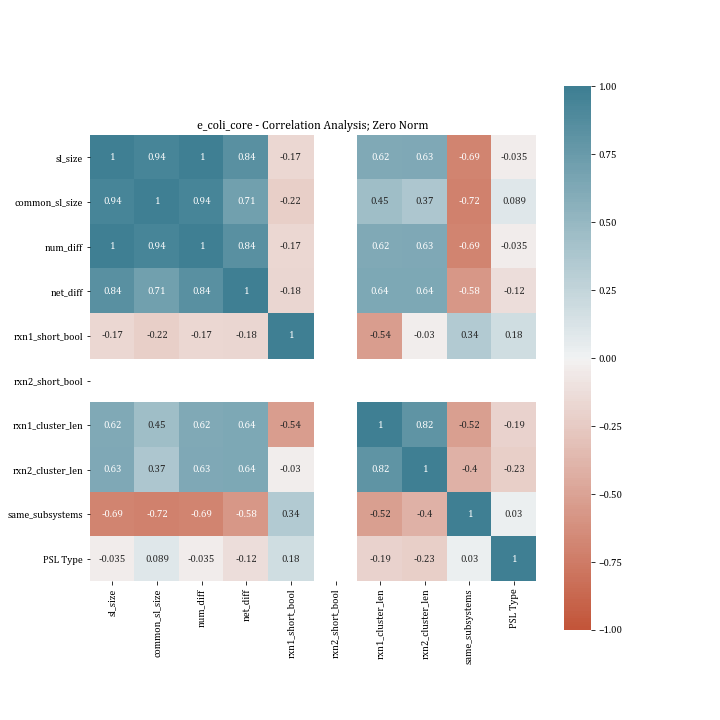 e_coli_core - Correlation Analysis; Zero Norm
sl_size 1 0.94 1 0.84 -0.17 0.62 0.63 -0.69 -0.035
common_sl_size 0.94 1 0.94 0.71 -0.22 0.45 0.37 -0.72 0.089
num_diff 1 0.94 1 0.84 -0.17 0.62 0.63 -0.69 -0.035
net_diff 0.84 0.71 0.84 1 -0.18 0.64 0.64 -0.58 -0.12
rxn1_short_bool -0.17 -0.22 -0.17 -0.18 1 -0.54 -0.03 0.34 0.18
rxn2_short_bool
rxn1_cluster_len 0.62 0.45 0.62 0.64 -0.54 1 0.82 -0.52 -0.19
rxn2_cluster_len 0.63 0.37 0.63 0.64 -0.03 0.82 1 -0.4 -0.23
same_subsystems -0.69 -0.72 -0.69 -0.58 0.34 -0.52 -0.4 1 0.03
PSL Type -0.035 0.089 -0.035 -0.12 0.18 -0.19 -0.23 0.03 1
sl_size
common_sl_size
num_diff
net_diff
rxn1_short_bool
rxn2_short_bool
rxn1_cluster_len
rxn2_cluster_len
same_subsystems
PSL Type
1.00
0.75
0.50
0.25
0.00
−0.25
−0.50
−0.75
−1.00